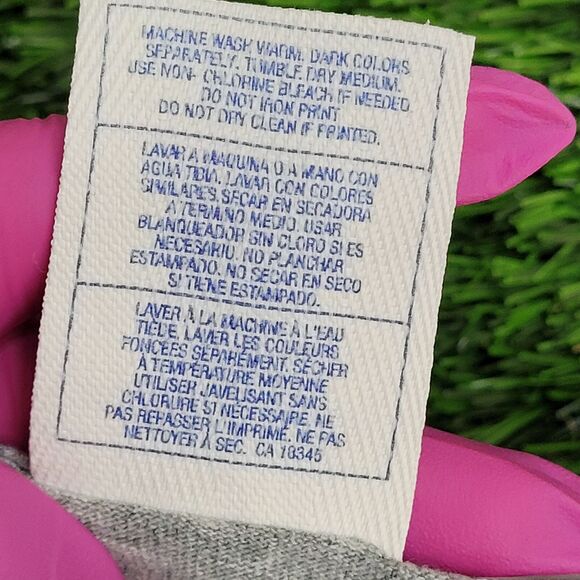 MACHINE WASH WARM. DARK COLORS
SEPARATELY. TUMBLE DRY MEDIUM.
USE NON- CHLORINE BLEACH IF NEEDED.
DO NOT IRON PRINT
DO NOT DRY CLEAN IF PRINTED.
LAVAR A MAQUINA O A MANO CON
AGUA TIBIA. LAVAR CON COLORES
SIMILARES. SECAR EN SECADORA
A TERMINO MEDIO. USAR
BLANQUEADOR SIN CLORO SI ES
NECESARIO. NO PLANCHAR
ESTAMPADO. NO SECAR EN SECO
SI TIENE ESTAMPADO.
LAVER À LA MACHINE À L'EAU
TIÈDE. LAVER LES COULEURS
FONCÉES SÉPARÉMENT. SÉCHER
À TEMPÉRATURE MOYENNE
UTILISER JAVELISANT SANS
CHLORURE SI NÉCESSAIRE. NE
PAS REPASSER L'IMPRIMÉ. NE PAS
NETTOYER À SEC. CA 18345